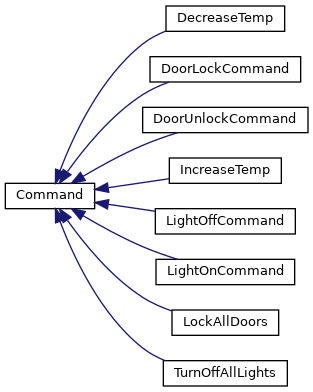 DecreaseTemp
DoorLockCommand
DoorUnlockCommand
IncreaseTemp
Command
LightOffCommand
LightOnCommand
LockAllDoors
TurnOffAllLights